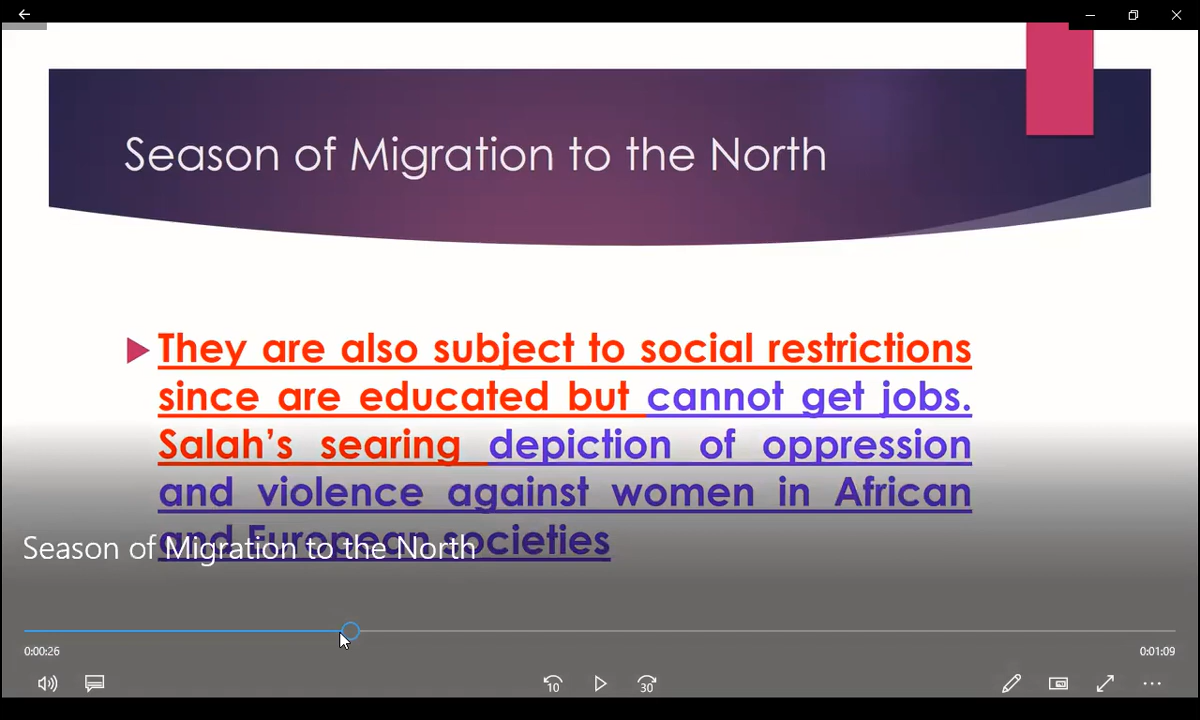 Season of Migration to the North
They are also subject to social restrictions
since are educated but cannot get jobs.
Salah’s searing depiction of oppression
and violence against women in African
and European societies
Season of Migration to the North
0:00:26
0:01:09
10
30